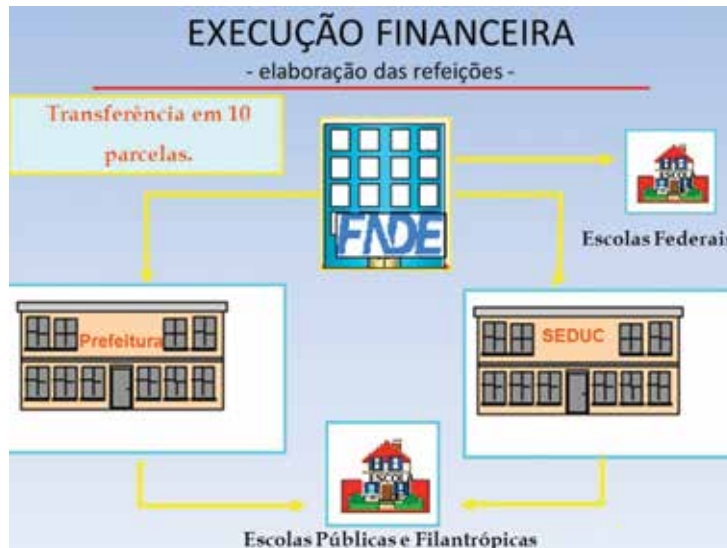 EXECUÇÃO FINANCEIRA
- elaboração das refeições -
Transferência em 10
parcelas.
FNDE
Escolas Federais
Prefeitura
SEDUC
Escolas Públicas e Filantrópicas